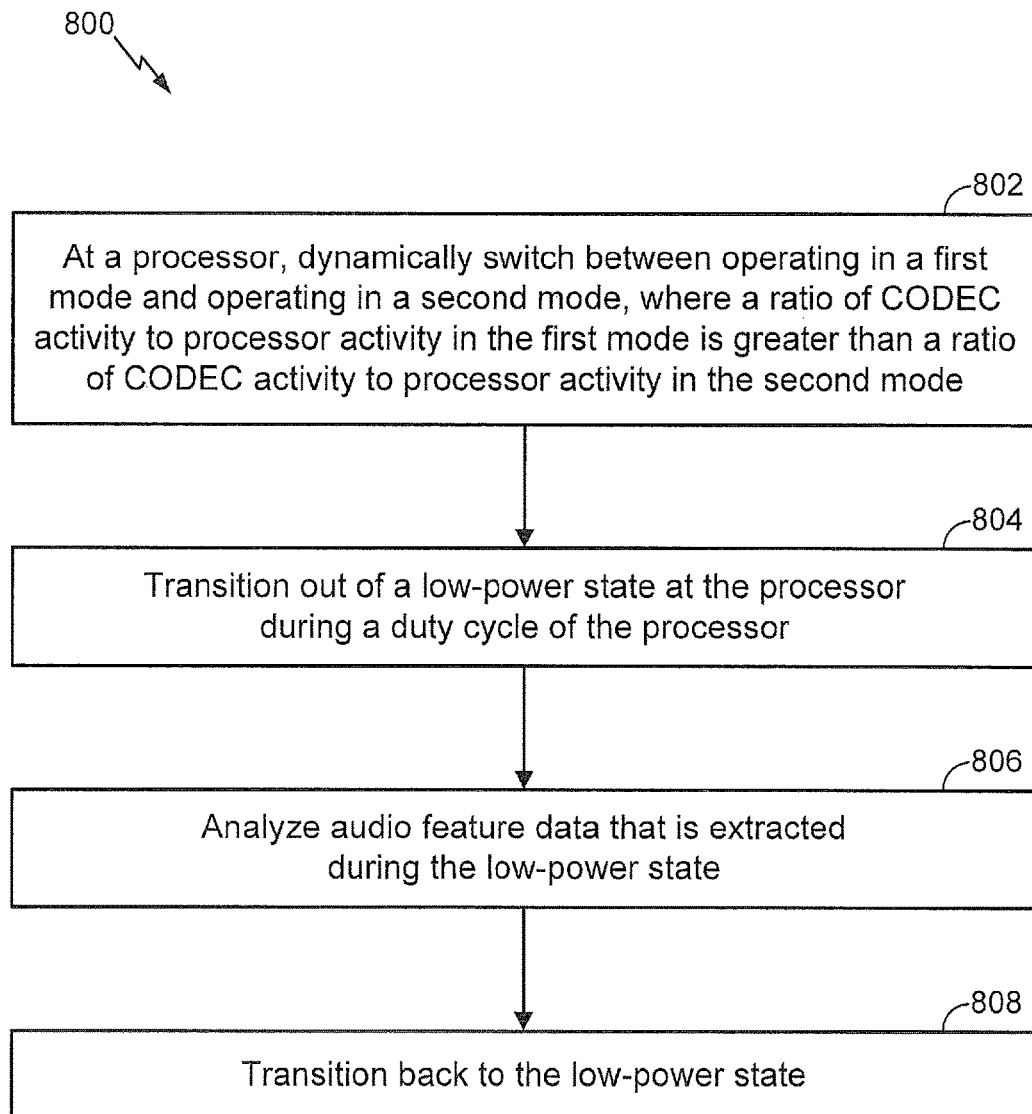 800
802
At a processor, dynamically switch between operating in a first
mode and operating in a second mode, where a ratio of CODEC
activity to processor activity in the first mode is greater than a ratio
of CODEC activity to processor activity in the second mode
804
Transition out of a low-power state at the processor
during a duty cycle of the processor
806
Analyze audio feature data that is extracted
during the low-power state
808
Transition back to the low-power state